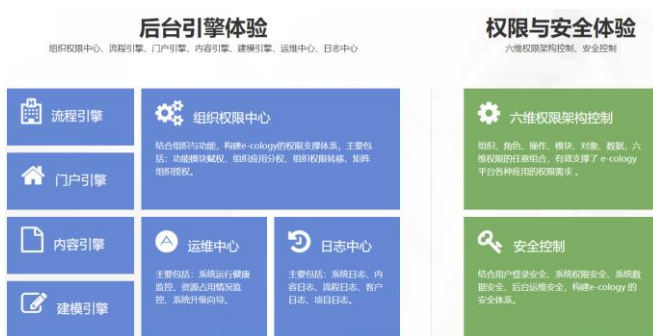 后台引擎体验
组织权限中心、流程引擎、门户引擎、内容引擎、建模引擎、运维中心、日志中心
流程引擎
门户引擎
内容引擎
建模引擎
组织权限中心
结合组织与功能，构建e-cology的权限支撑体系，主要包
括：功能模块赋权、组织应用分权、组织权限转移、矩阵
组织授权。
运维中心
主要包括：系统运行健康
监控、资源占用情况监
控、系统升级向导。
日志中心
主要包括：系统日志、内
容日志、流程日志、客户
日志、项目日志。
权限与安全体验
六维权限架构控制、安全控制
六维权限架构控制
组织、角色、操作、模块、对象、数据，六
维权限的任意组合，有效支撑了 e-cology
平台各种应用的权限需求 。
安全控制
结合用户登录安全、系统权限安全、系统数
据安全、后台运维安全，构建e-cology 的
安全体系。